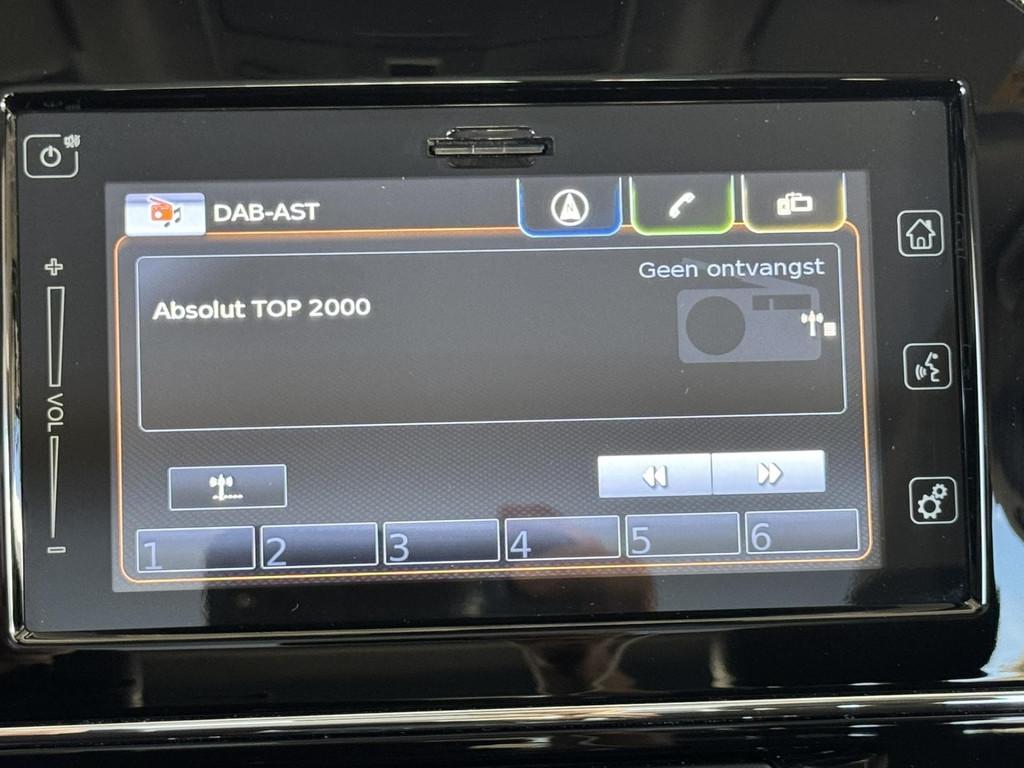 DAB-AST
Geen ontvangst
Absolut TOP 2000
VOL
1 2 3 4 5 6